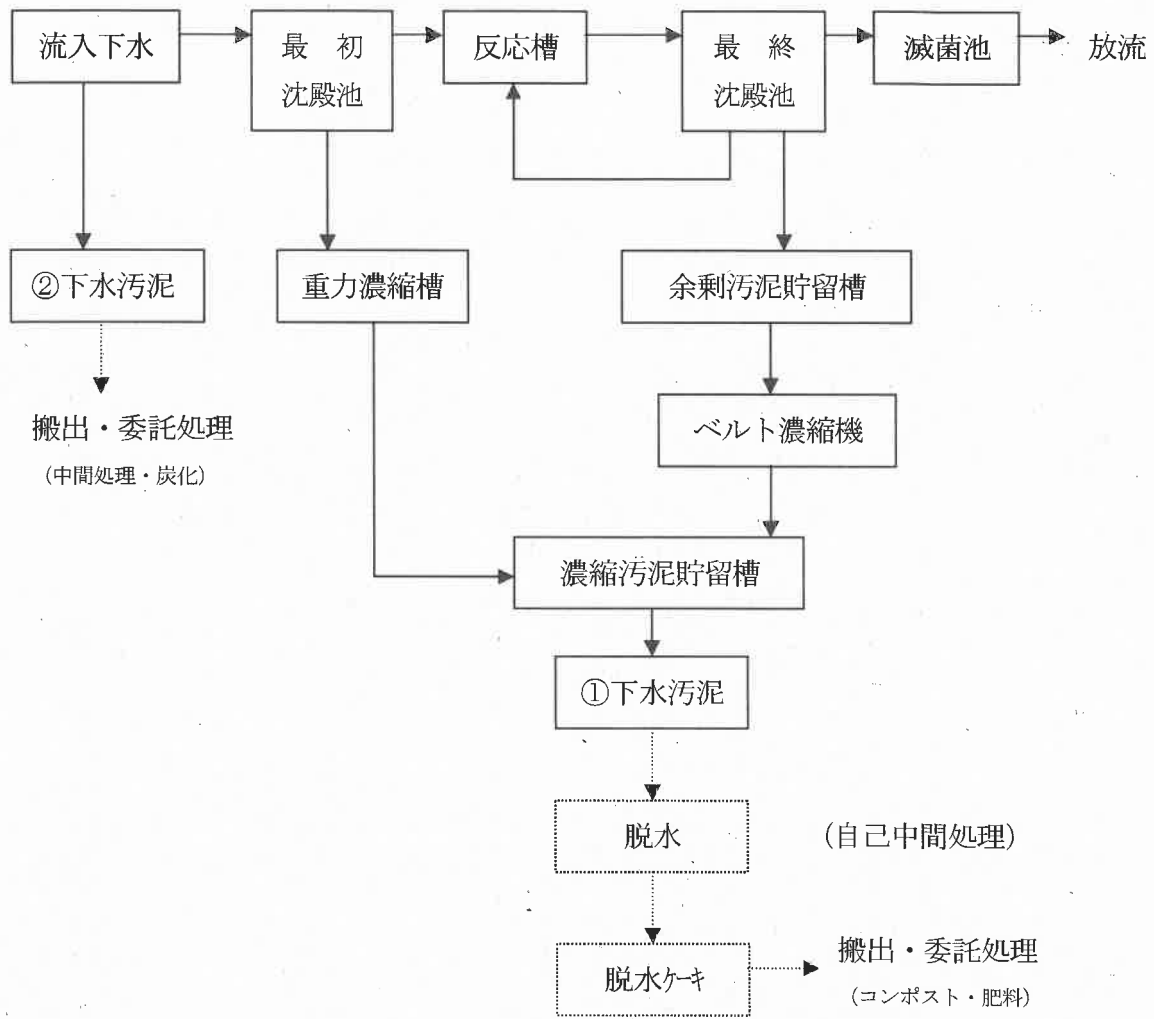 流入下水
最 初
沈殿池
反応槽
最 終
沈殿池
滅菌池
放流
②下水汚泥
重力濃縮槽
余剰汚泥貯留槽
搬出・委託処理
(中間処理・炭化)
ベルト濃縮機
濃縮汚泥貯留槽
①下水汚泥
脱水
(自己中間処理)
脱水ケーキ
搬出・委託処理
(コンポスト・肥料)